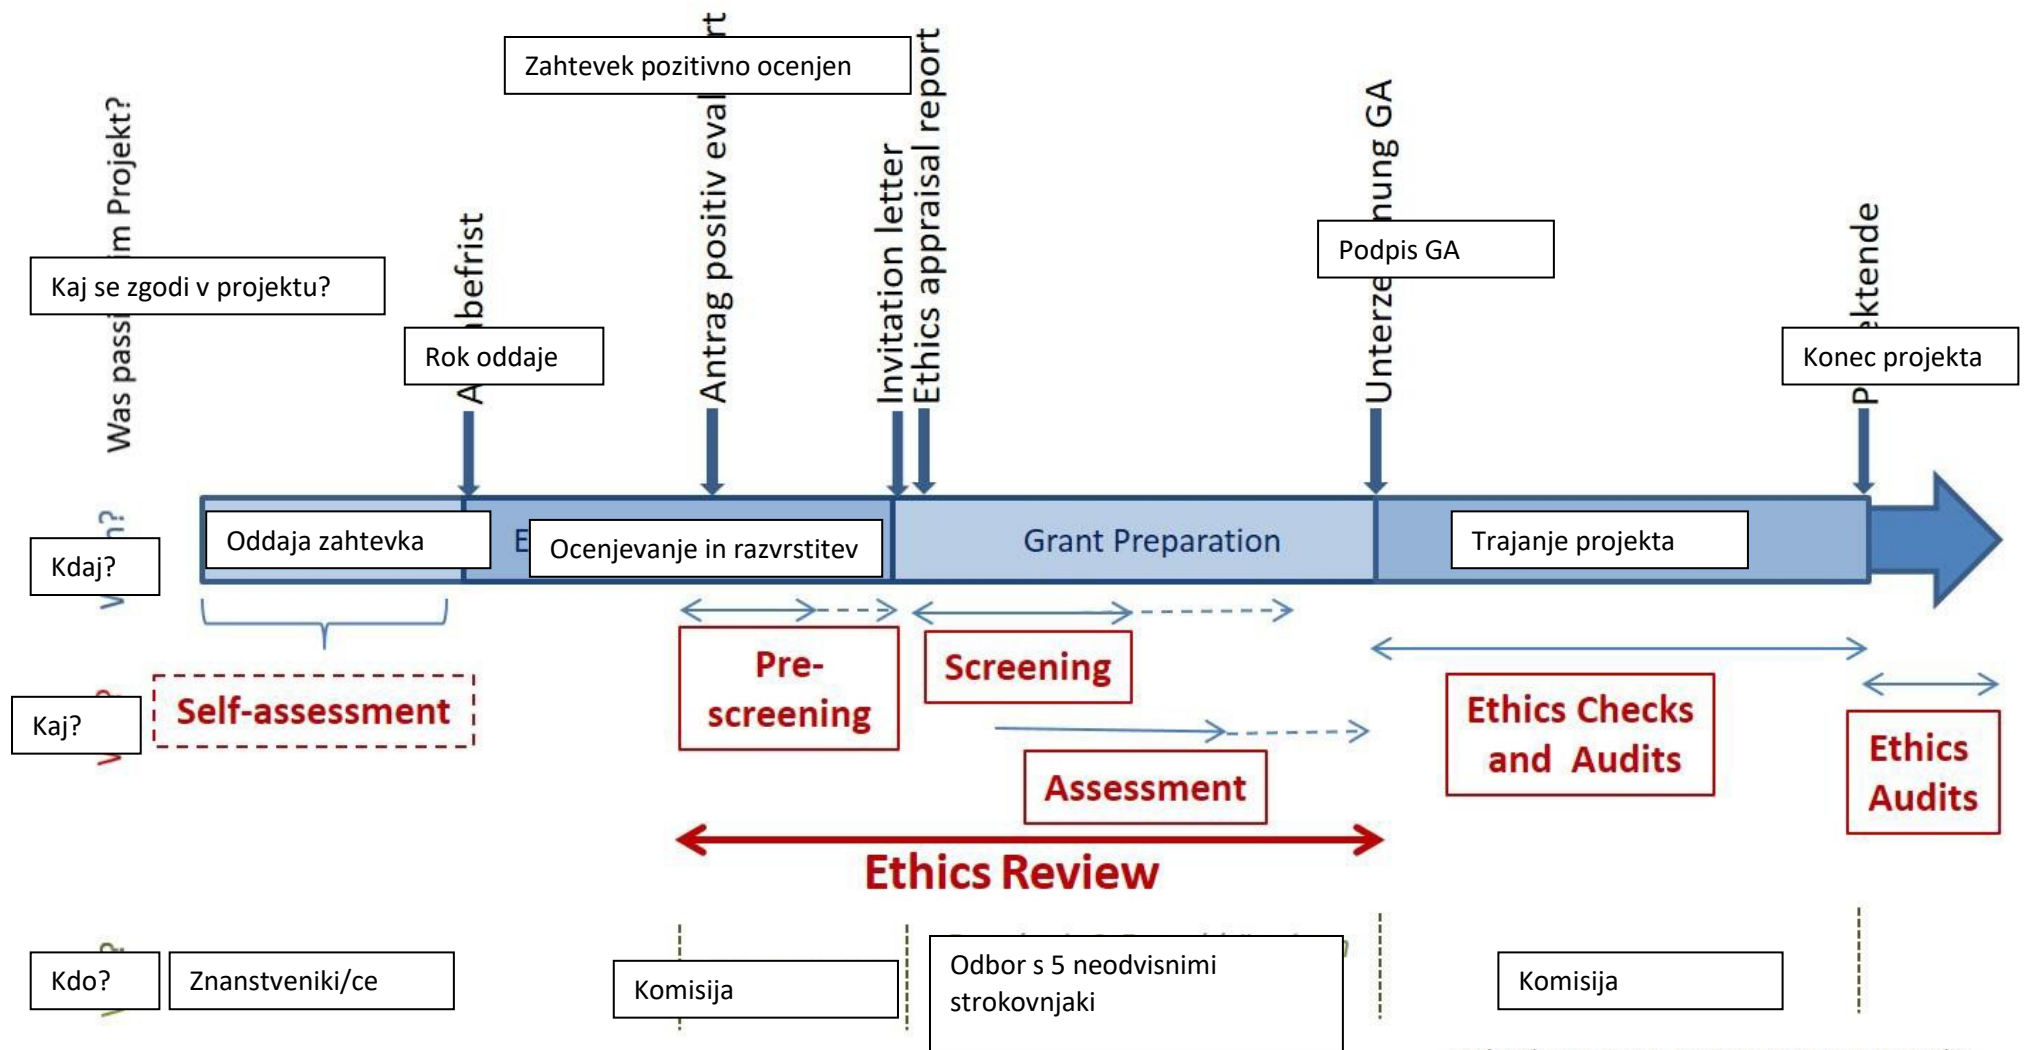 Zahtevek pozitivno ocenjen
Was passi im Projekt?
Antrag positiv eval rt
Invitation letter
Ethics appraisal report
Unterze nung GA
Podpis GA
Kaj se zgodi v projektu?
A befrist
Rok oddaje
P ektende
Konec projekta
Kdaj?
Oddaja zahtevka
E
Ocenjevanje in razvrstitev
Grant Preparation
Trajanje projekta
Kaj?
Self-assessment
Pre-
screening
Screening
Assessment
Ethics Checks
and Audits
Ethics
Audits
Ethics Review
Kdo?
Znanstveniki/ce
Komisija
Odbor s 5 neodvisnimi
strokovnjaki
Komisija